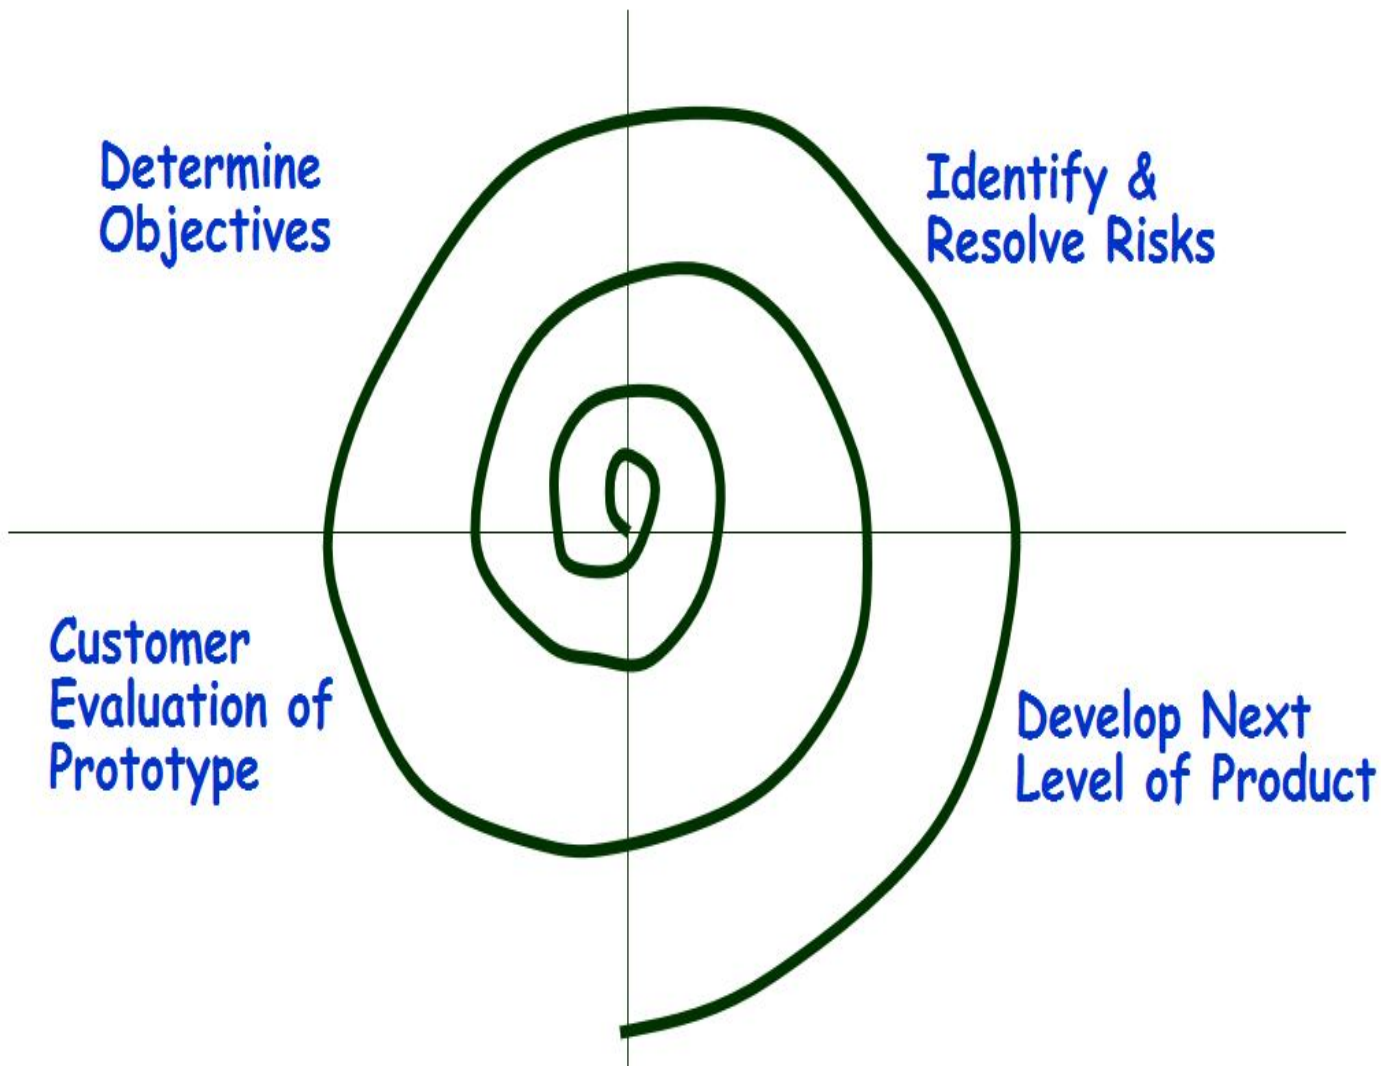 Determine
Objectives
Identify &
Resolve Risks
Customer
Evaluation of
Prototype
Develop Next
Level of Product